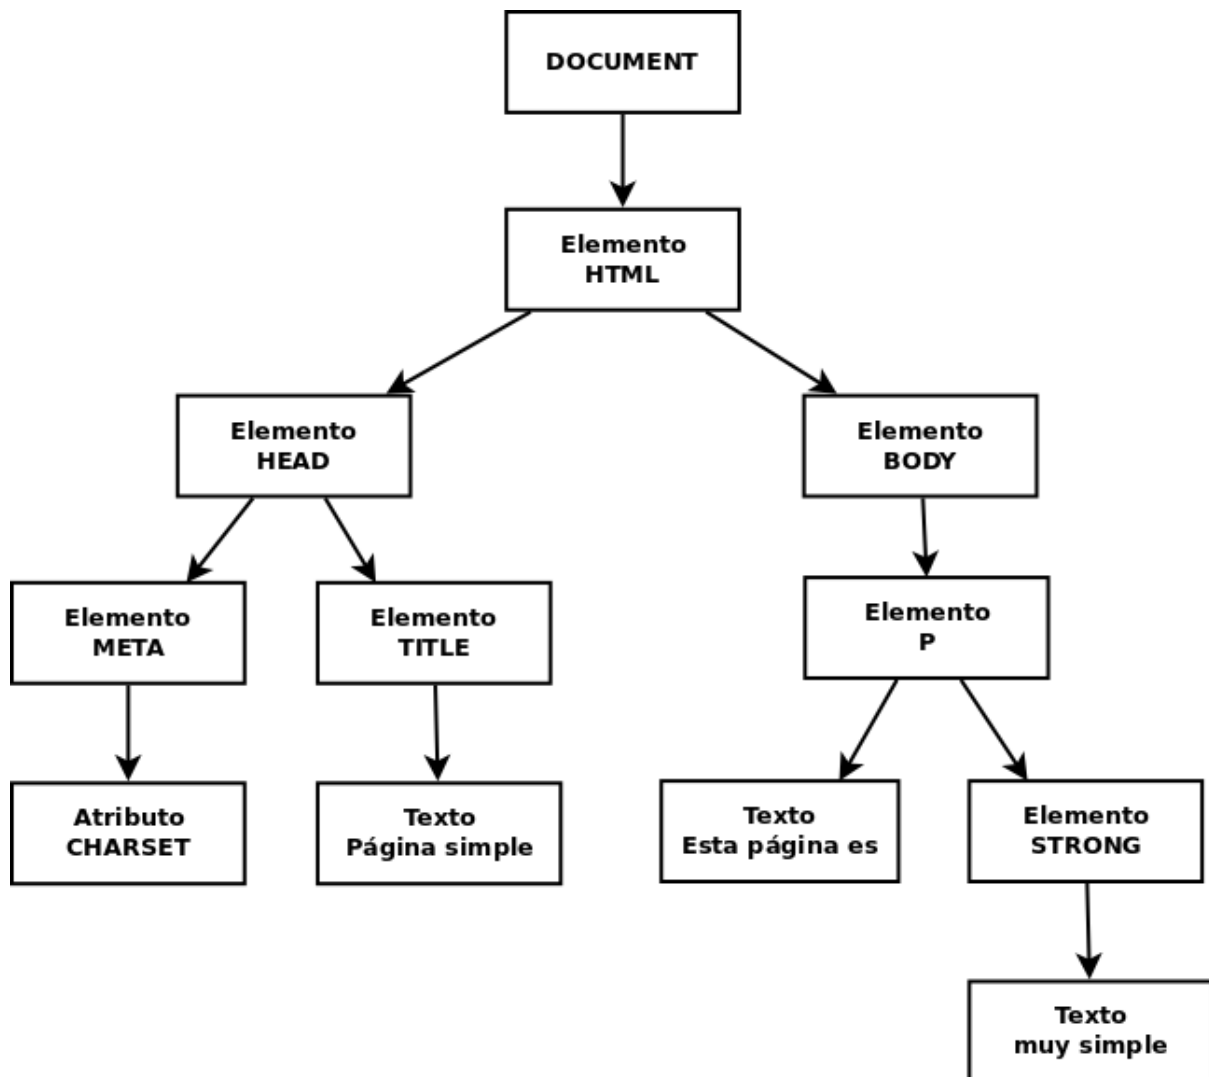 DOCUMENT
Elemento
HTML
Elemento
HEAD
Elemento
BODY
Elemento
META
Elemento
TITLE
Elemento
P
Atributo
CHARSET
Texto
Página simple
Texto
Esta página es
Elemento
STRONG
Texto
muy simple